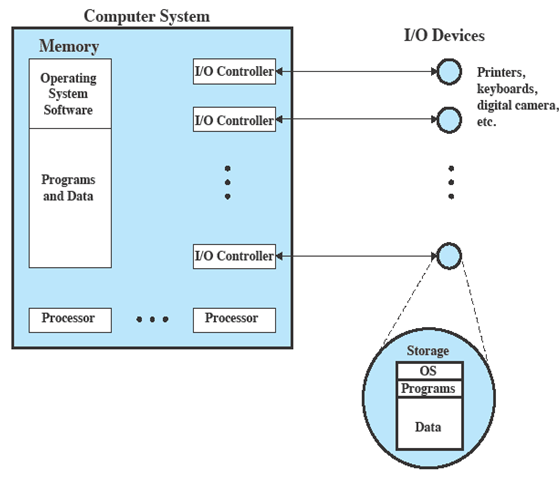 Computer System
I/O Devices
Memory
Operating
System
Software
Programs
and Data
I/O Controller
I/O Controller
I/O Controller
Printers,
keyboards,
digital camera,
etc.
Processor
Processor
Storage
OS
Programs
Data